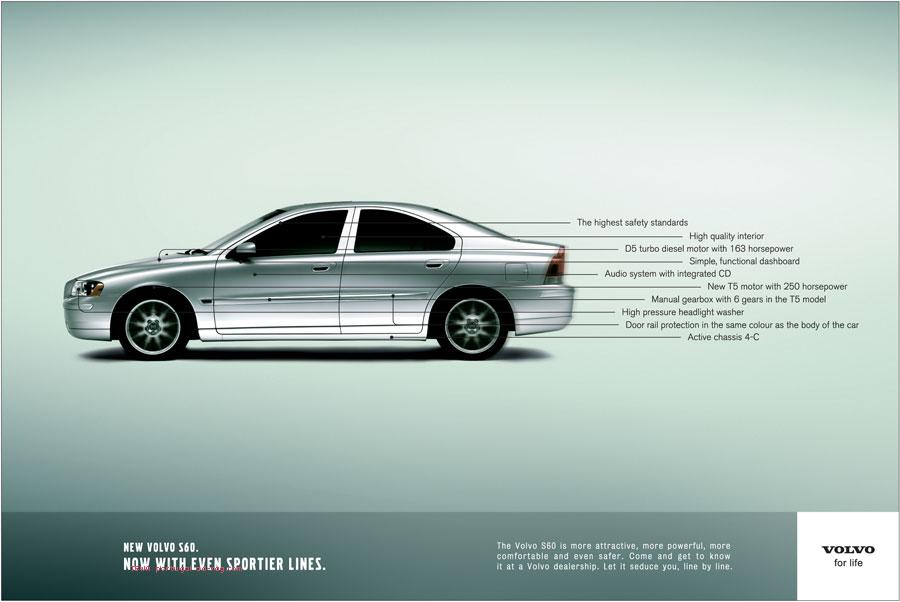 The highest safety standards
High quality interior
D5 turbo diesel motor with 163 horsepower
Simple, functional dashboard
Audio system with integrated CD
New T5 motor with 250 horsepower
Manual gearbox with 6 gears in the T5 model
High pressure headlight washer
Door rail protection in the same colour as the body of the car
Active chassis 4-C
NEW VOLVO S60.
NOW WITH EVEN SPORTIER LINES.
The Volvo S60 is more attractive, more powerful, more
comfortable and even safer. Come and get to know
it at a Volvo dealership. Let it seduce you, line by line.
VOLVO
for life